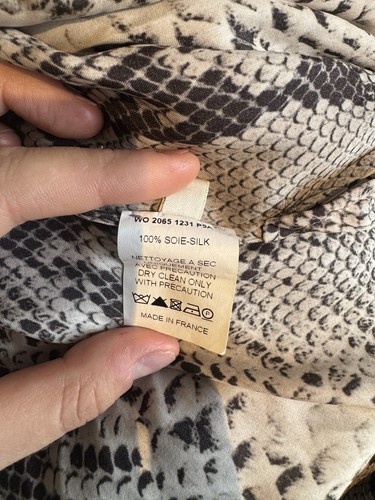 WO 2065 1231 PSA
100% SOIE-SILK
NETTOYAGE A SEC
UNIQUEMENT
AVEC PRECAUTION
DRY CLEAN ONLY
WITH PRECAUTION
P
MADE IN FRANCE